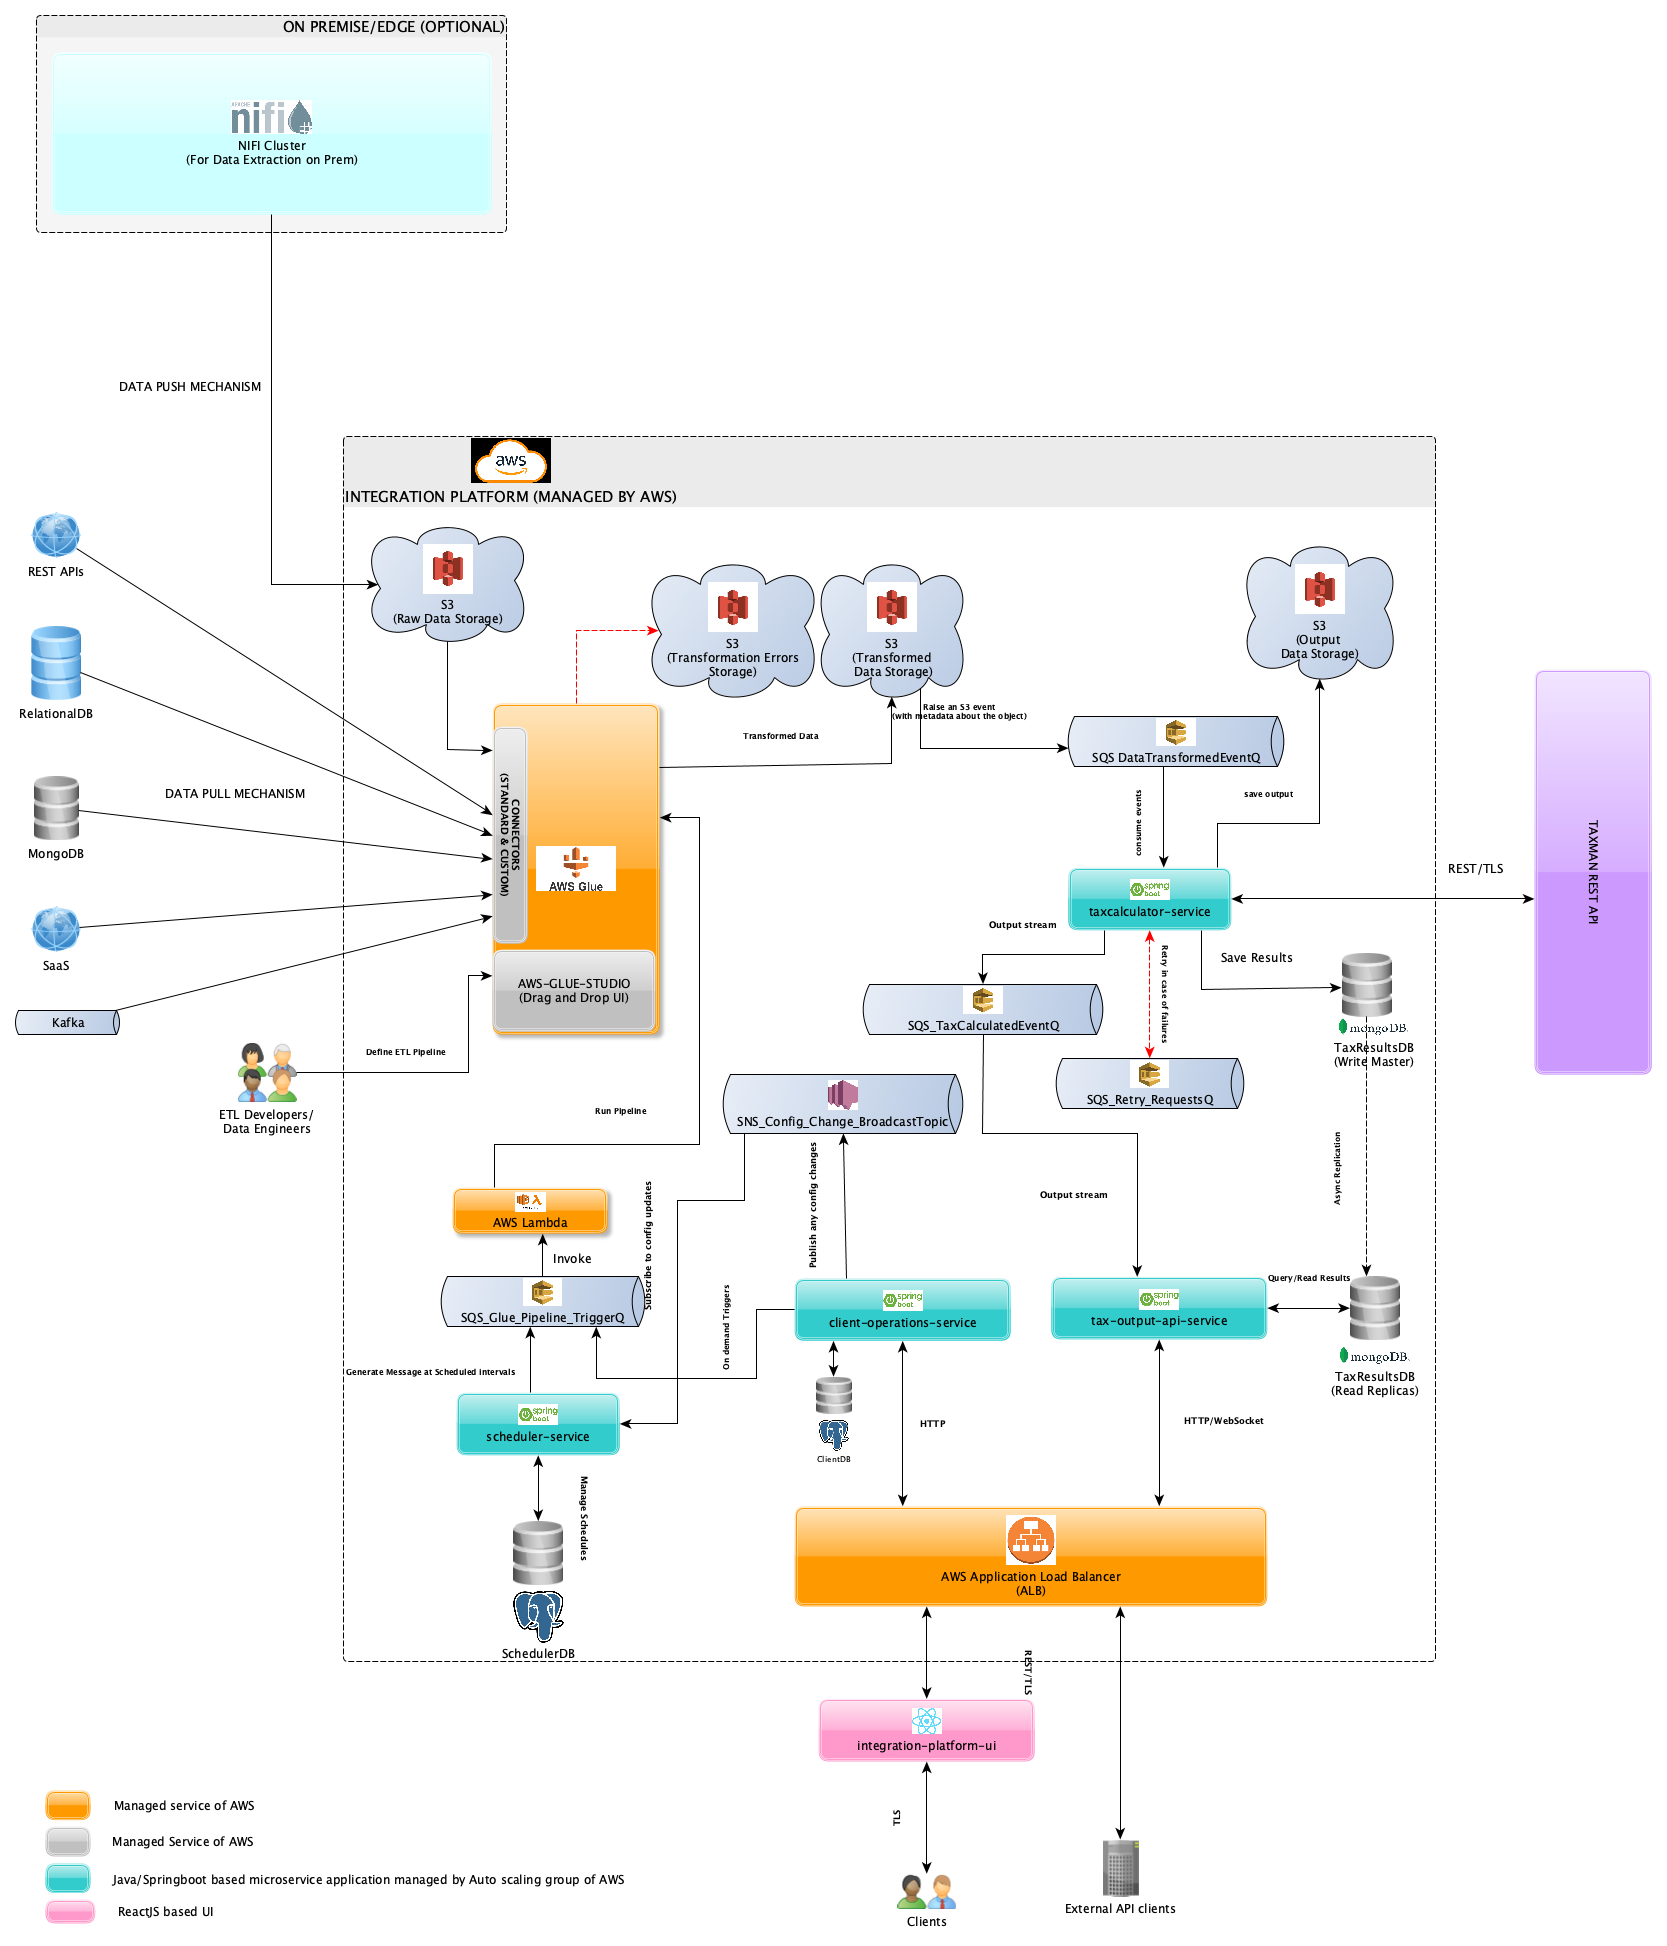 ON PREMISE/EDGE (OPTIONAL)
APACHE
nifi
NIFI Cluster
(For Data Extraction on Prem)
DATA PUSH MECHANISM
aws
INTEGRATION PLATFORM (MANAGED BY AWS)
REST APIs
RelationalDB
MongoDB
SaaS
Kafka
DATA PULL MECHANISM
S3
(Raw Data Storage)
S3
(Transformation Errors
Storage)
S3
(Transformed
Data Storage)
S3
(Output
Data Storage)
Raise an S3 event
(with metadata about the object)
Transformed Data
SQS_DataTransformedEventQ
consume events
save output
CONNECTORS
(STANDARD & CUSTOM)
AWS Glue
AWS-GLUE-STUDIO
(Drag and Drop UI)
Define ETL Pipeline
ETL Developers/
Data Engineers
spring
boot
taxcalculator-service
REST/TLS
TAXMAN REST API
Output stream
Retry in case of failures
Save Results
SQS_TaxCalculatedEventQ
SQS_Retry_RequestsQ
mongoDB.
TaxResultsDB
(Write Master)
SNS_Config_Change_BroadcastTopic
Run Pipeline
Publish any config changes
Output stream
Async Replication
AWS Lambda
Invoke
Subscribe to config updates
SQS_Glue_Pipeline_TriggerQ
On demand Triggers
spring
boot
client-operations-service
spring
boot
tax-output-api-service
Query/Read Results
mongoDB.
TaxResultsDB
(Read Replicas)
Generate Message at Scheduled Intervals
spring
boot
scheduler-service
ClientDB
HTTP
HTTP/WebSocket
Manage Schedules
SchedulerDB
AWS Application Load Balancer
(ALB)
REST/TLS
integration-platform-ui
TLS
Clients
External API clients
Managed service of AWS
Managed Service of AWS
Java/Springboot based microservice application managed by Auto scaling group of AWS
ReactJS based UI